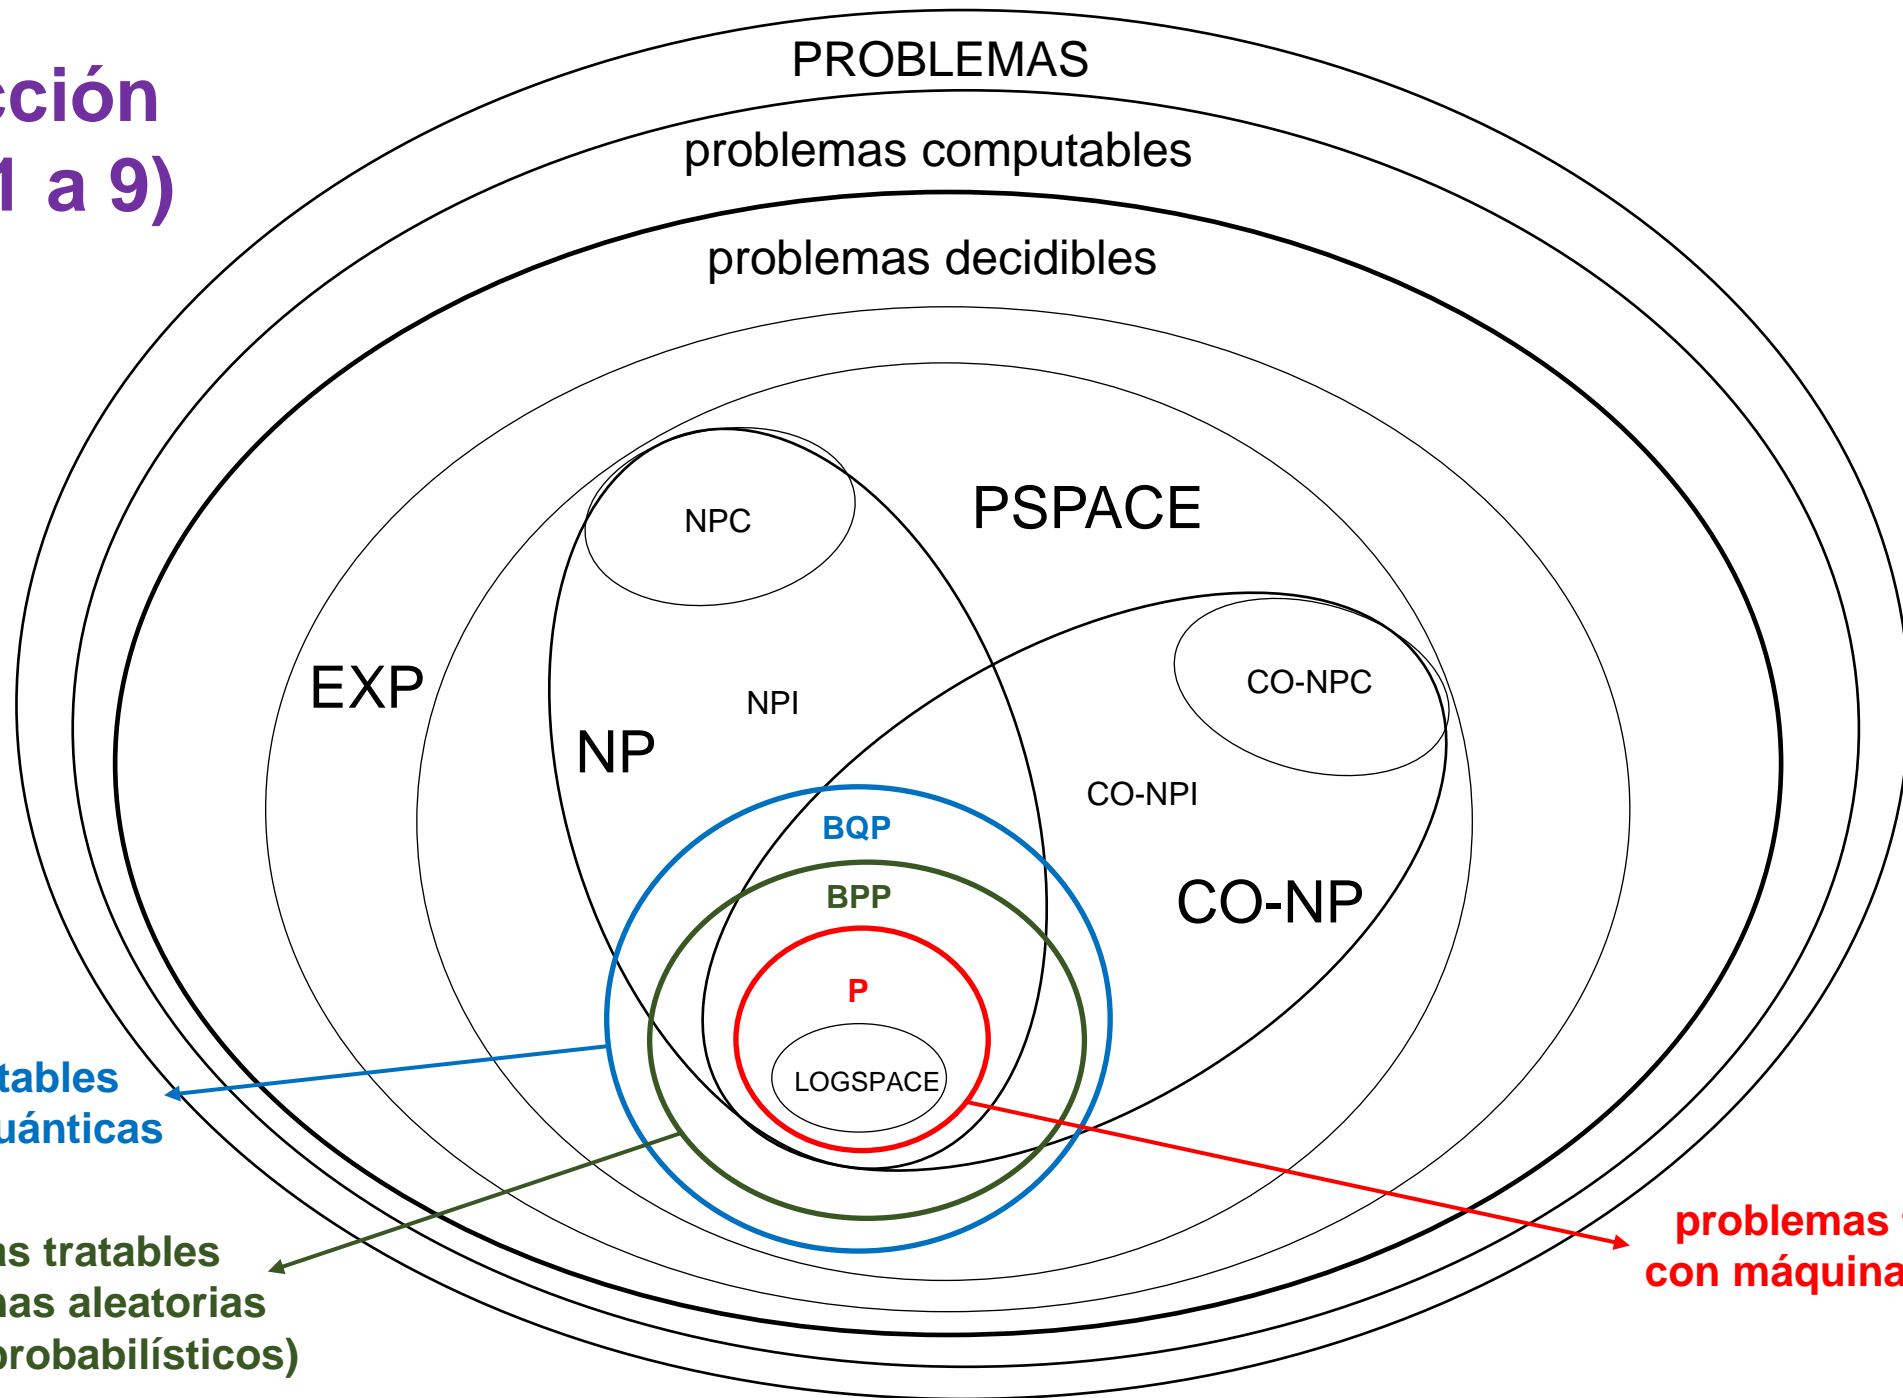 cción
1 a 9)
PROBLEMAS
problemas computables
problemas decidibles
NPC
PSPACE
EXP
NPI
CO-NPC
NP
CO-NPI
BQP
BPP
CO-NP
P
LOGSPACE
tables
uánticas
as tratables
nas aleatorias
probabilísticos)
problemas
con máquina